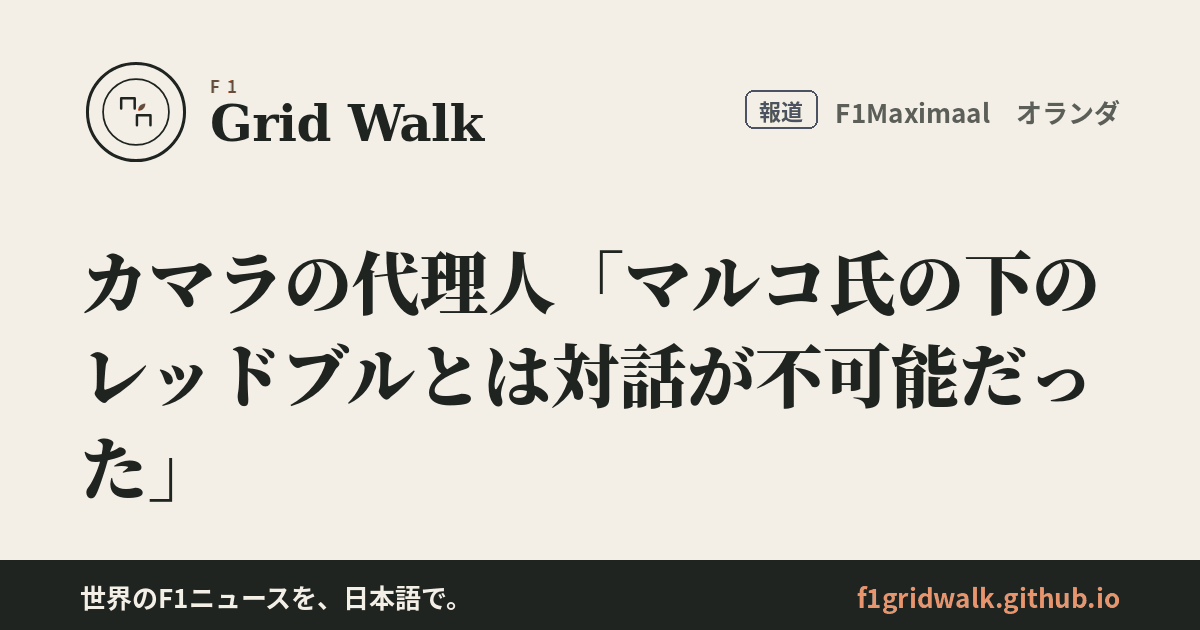 F1
Grid Walk
報道 F1Maximaal オランダ
カマラの代理人「マルコ氏の下の
レッドブルとは対話が不可能だっ
た」
世界のF1ニュースを、日本語で。
f1gridwalk.github.io